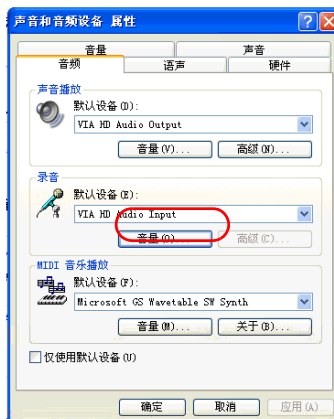 声音和音频设备 属性
音量 声音
音频 语声 硬件
声音播放
默认设备(D):
VIA HD Audio Output
音量(V)... 高级(N)...
录音
默认设备(E):
VIA HD Audio Input
音量(O)... 高级(C)...
MIDI 音乐播放
默认设备(F):
Microsoft GS Wavetable SW Synth
音量(M)... 关于(B)...
仅使用默认设备(U)
确定 取消 应用(A)